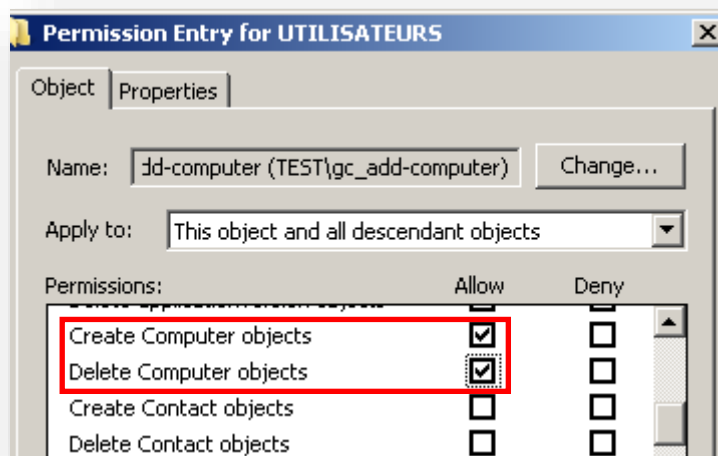 Permission Entry for UTILISATEURS
Object Properties
Name: dd-computer (TEST\gc_add-computer) Change...
Apply to: This object and all descendant objects
Permissions: Allow Deny
Create Computer objects
Delete Computer objects
Create Contact objects
Delete Contact objects